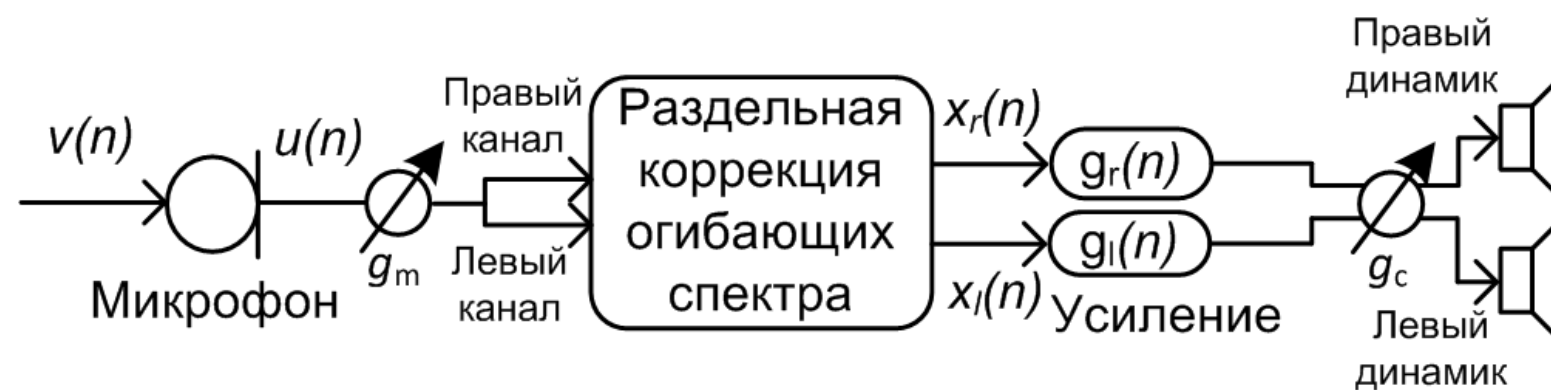 v(n)
Микрофон
u(n)
gm
Правый
канал
Левый
канал
Раздельная
коррекция
огибающих
спектра
xr(n)
xl(n)
gr(n)
gl(n)
Усиление
gc
Правый
динамик
Левый
динамик